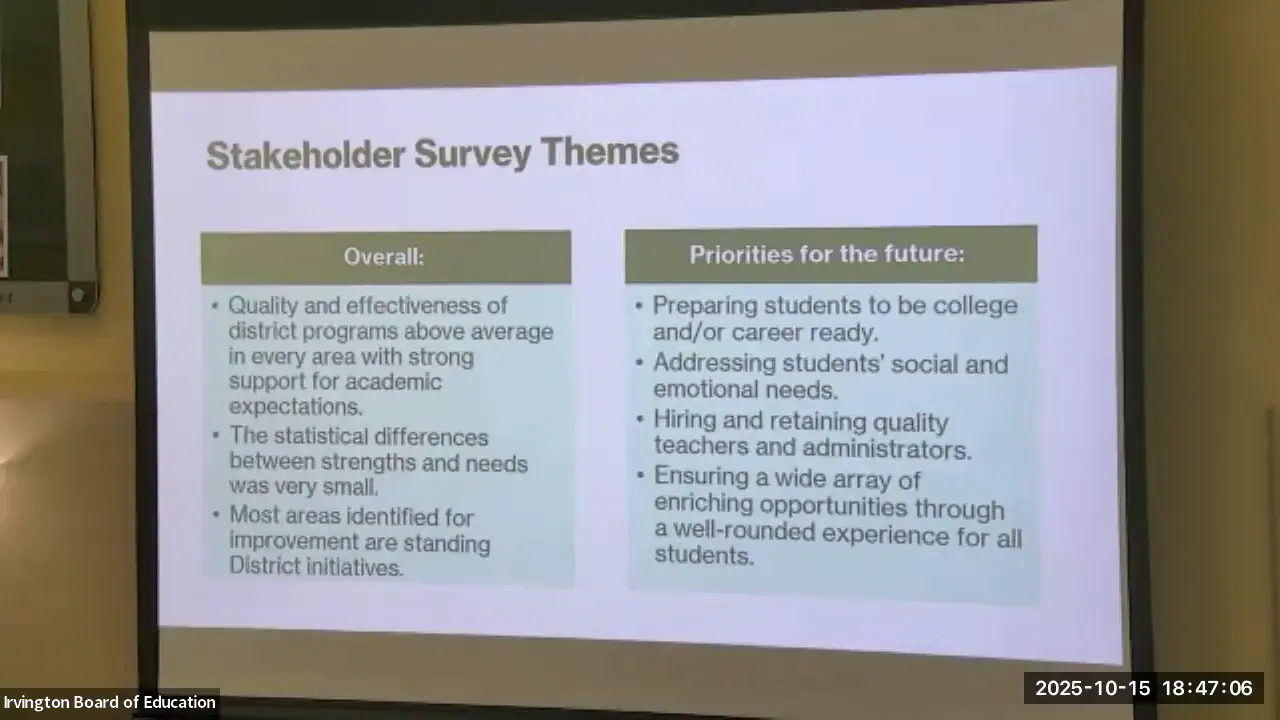 Stakeholder Survey Themes
Overall:
• Quality and effectiveness of
district programs above average
in every area with strong
support for academic
expectations.
• The statistical differences
between strengths and needs
was very small.
• Most areas identified for
improvement are standing
District initiatives.
Priorities for the future:
• Preparing students to be college
and/or career ready.
• Addressing students' social and
emotional needs.
• Hiring and retaining quality
teachers and administrators.
• Ensuring a wide array of
enriching opportunities through
a well-rounded experience for all
students.
Irvington Board of Education
2025-10-15 18:47:06